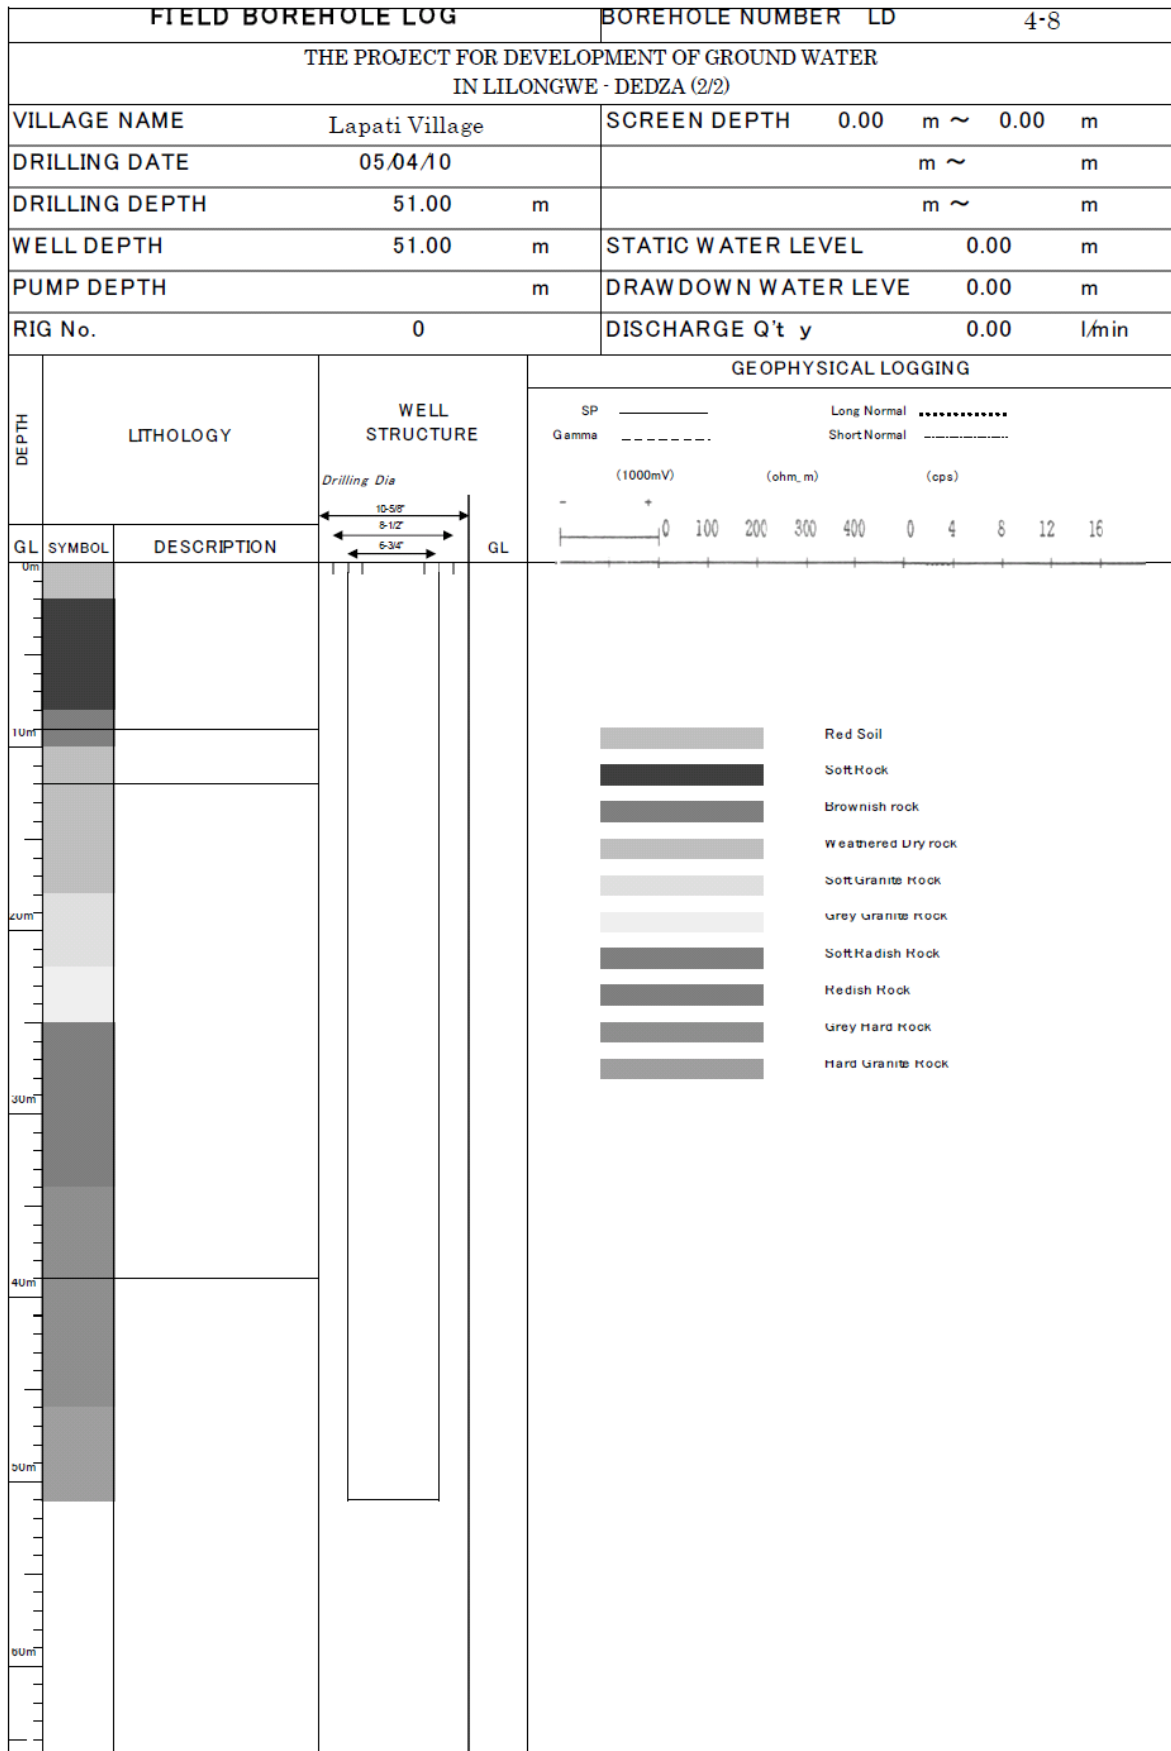 FIELD BOREHOLE LOG BOREHOLE NUMBER LD 4-8
THE PROJECT FOR DEVELOPMENT OF GROUND WATER
IN LILONGWE - DEDZA (2/2)
VILLAGE NAME Lapati Village SCREEN DEPTH 0.00 m ~ 0.00 m
DRILLING DATE 05/04/10 m ~ m
DRILLING DEPTH 51.00 m m ~ m
WELL DEPTH 51.00 m STATIC WATER LEVEL 0.00 m
PUMP DEPTH m DRAWDOWN WATER LEVE 0.00 m
RIG No. 0 DISCHARGE Q't y 0.00 l/min
GEOPHYSICAL LOGGING
DEPTH
LITHOLOGY
WELL
STRUCTURE
SP Long Normal
Gamma Short Normal
Drilling Dia
(1000mV) (ohm_m) (cps)
- +
10-5/8"
8-1/2"
6-3/4"
0 100 200 300 400 0 4 8 12 16
GL SYMBOL DESCRIPTION GL
0m
10m
20m
30m
40m
50m
60m
Red Soil
Soft Rock
Brownish rock
Weathered Dry rock
Soft Granite Rock
Grey Granite Rock
Soft Radish Rock
Redish Rock
Grey Hard Rock
Hard Granite Rock